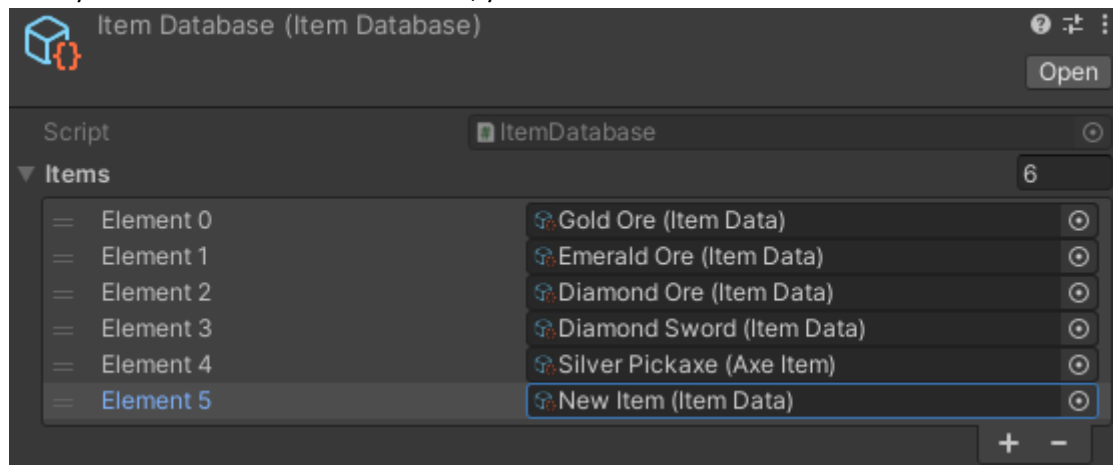 Item Database (Item Database)
Open
Script ItemDatabase
Items 6
Element 0 Gold Ore (Item Data)
Element 1 Emerald Ore (Item Data)
Element 2 Diamond Ore (Item Data)
Element 3 Diamond Sword (Item Data)
Element 4 Silver Pickaxe (Axe Item)
Element 5 New Item (Item Data)